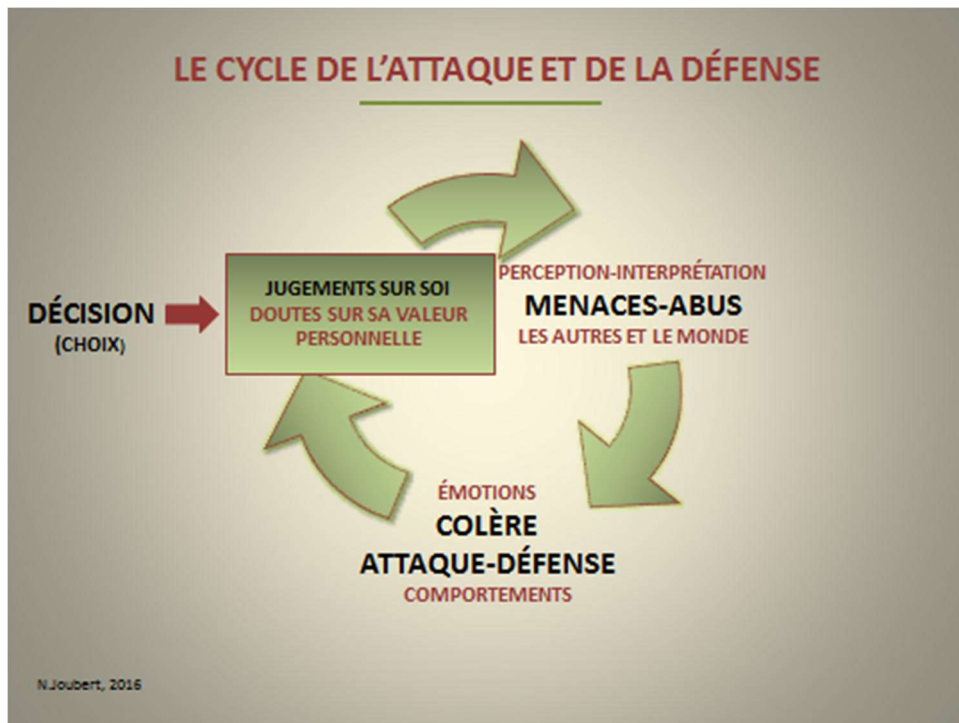 LE CYCLE DE L'ATTAQUE ET DE LA DÉFENSE
DÉCISION
(CHOIX)
JUGEMENTS SUR SOI
DOUTES SUR SA VALEUR
PERSONNELLE
PERCEPTION-INTERPRÉTATION
MENACES-ABUS
LES AUTRES ET LE MONDE
ÉMOTIONS
COLÈRE
ATTAQUE-DÉFENSE
COMPORTEMENTS
N.Joubert, 2016